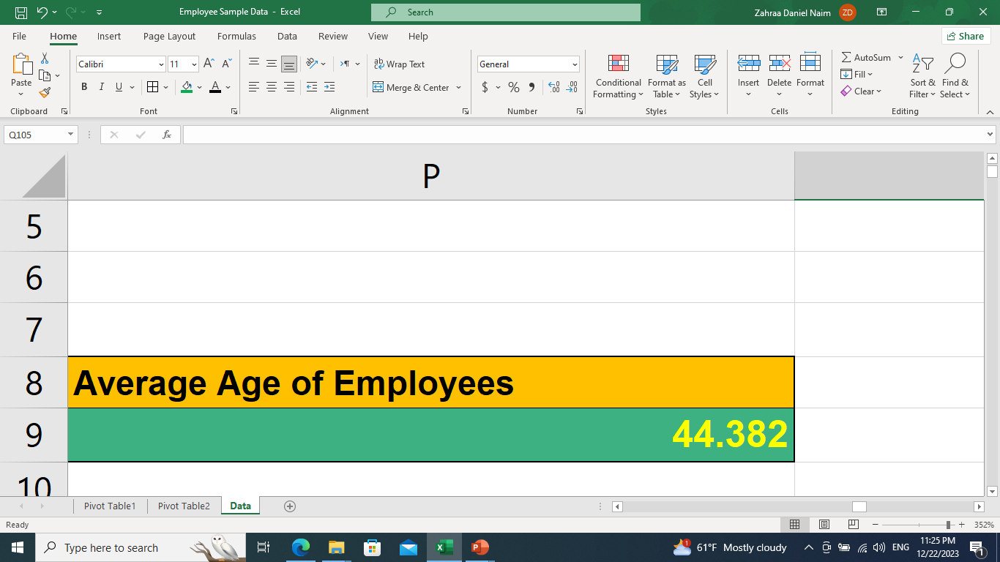 Employee Sample Data - Excel
Search
Zahraa Daniel Naim
ZD
File
Home
Insert
Page Layout
Formulas
Data
Review
View
Help
Share
Paste
Clipboard
Calibri
11
B I U
Font
Wrap Text
Merge & Center
Alignment
General
$ % 9
Number
Conditional
Formatting
Format as
Table
Cell
Styles
Styles
Insert
Delete
Format
Cells
AutoSum
Fill
Clear
Sort &
Filter
Find &
Select
Editing
Q105
fx
P
5
6
7
8
Average Age of Employees
9
44.382
10
Pivot Table1
Pivot Table2
Data
Ready
352%
Type here to search
1
61°F Mostly cloudy
ENG
11:25 PM
12/22/2023
1